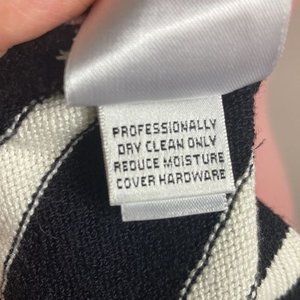 PROFESSIONALLY
DRY CLEAN ONLY
REDUCE MOISTURE
COVER HARDWARE